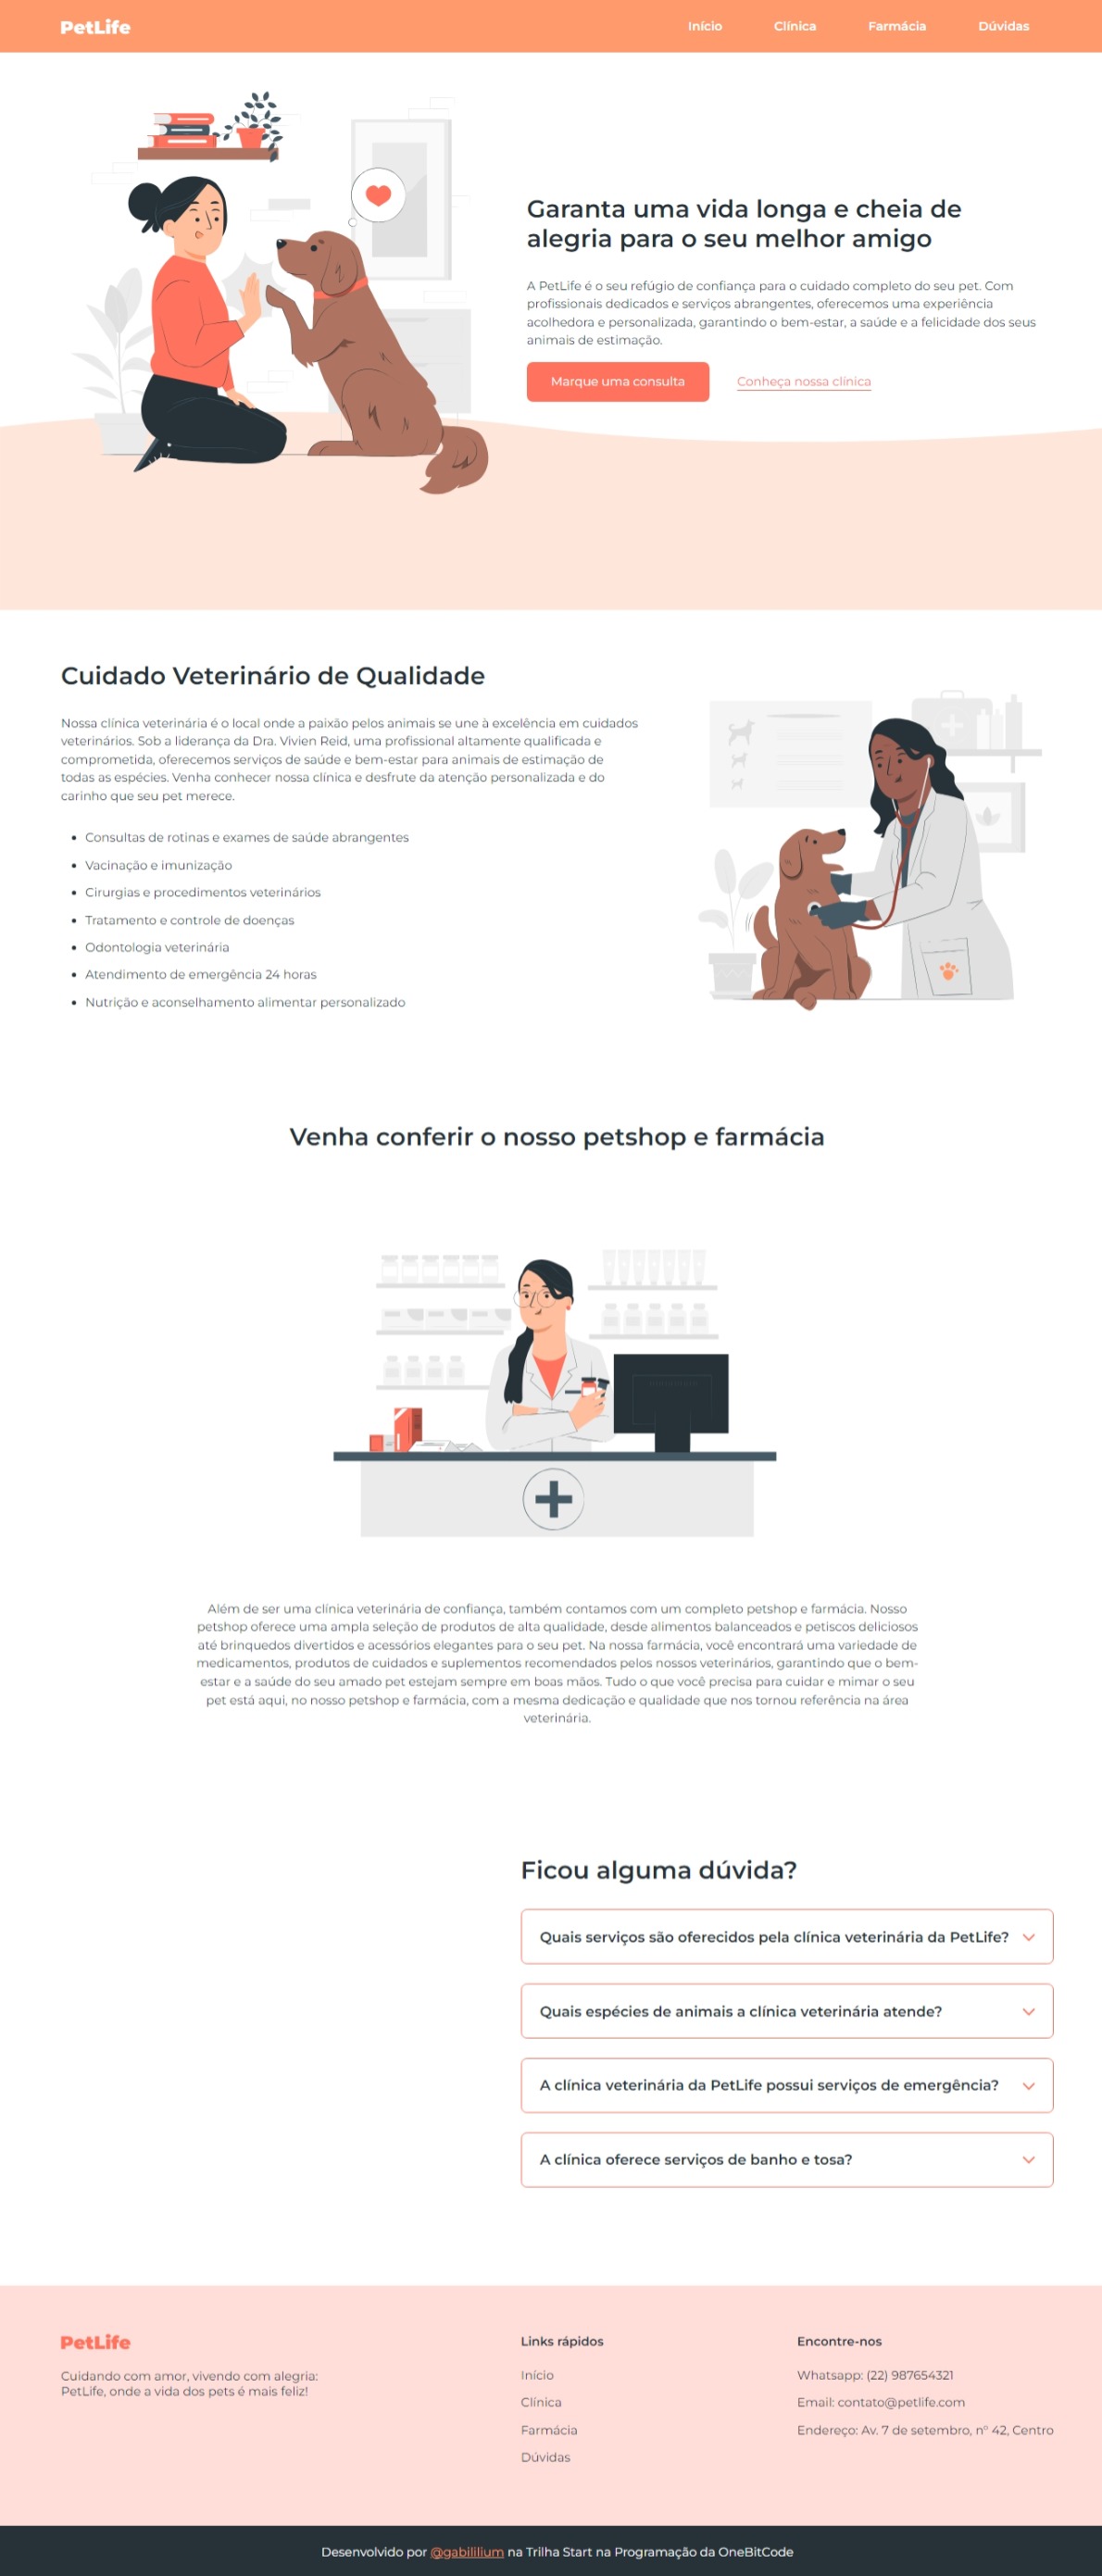 PetLife
Início
Clínica
Farmácia
Dúvidas
Garanta uma vida longa e cheia de
alegria para o seu melhor amigo
A PetLife é o seu refúgio de confiança para o cuidado completo do seu pet. Com
profissionais dedicados e serviços abrangentes, oferecemos uma experiência
acolhedora e personalizada, garantindo o bem-estar, a saúde e a felicidade dos seus
animais de estimação.
Marque uma consulta
Conheça nossa clínica
Cuidado Veterinário de Qualidade
Nossa clínica veterinária é o local onde a paixão pelos animais se une à excelência em cuidados
veterinários. Sob a liderança da Dra. Vivien Reid, uma profissional altamente qualificada e
comprometida, oferecemos serviços de saúde e bem-estar para animais de estimação de
todas as espécies. Venha conhecer nossa clínica e desfrute da atenção personalizada e do
carinho que seu pet merece.
Consultas de rotinas e exames de saúde abrangentes
Vacinação e imunização
Cirurgias e procedimentos veterinários
Tratamento e controle de doenças
Odontologia veterinária
Atendimento de emergência 24 horas
Nutrição e aconselhamento alimentar personalizado
Venha conferir o nosso petshop e farmácia
Além de ser uma clínica veterinária de confiança, também contamos com um completo petshop e farmácia. Nosso
petshop oferece uma ampla seleção de produtos de alta qualidade, desde alimentos balanceados e petiscos deliciosos
até brinquedos divertidos e acessórios elegantes para o seu pet. Na nossa farmácia, você encontrará uma variedade de
medicamentos, produtos de cuidados e suplementos recomendados pelos nossos veterinários, garantindo que o bem-
estar e a saúde do seu amado pet estejam sempre em boas mãos. Tudo o que você precisa para cuidar e mimar o seu
pet está aqui, no nosso petshop e farmácia, com a mesma dedicação e qualidade que nos tornou referência na área
veterinária.
Ficou alguma dúvida?
Quais serviços são oferecidos pela clínica veterinária da PetLife?
Quais espécies de animais a clínica veterinária atende?
A clínica veterinária da PetLife possui serviços de emergência?
A clínica oferece serviços de banho e tosa?
PetLife
Cuidando com amor, vivendo com alegria:
PetLife, onde a vida dos pets é mais feliz!
Links rápidos
Início
Clínica
Farmácia
Dúvidas
Encontre-nos
Whatsapp: (22) 987654321
Email: contato@petlife.com
Endereço: Av. 7 de setembro, nº 42, Centro
Desenvolvido por @gabililium na Trilha Start na Programação da OneBitCode